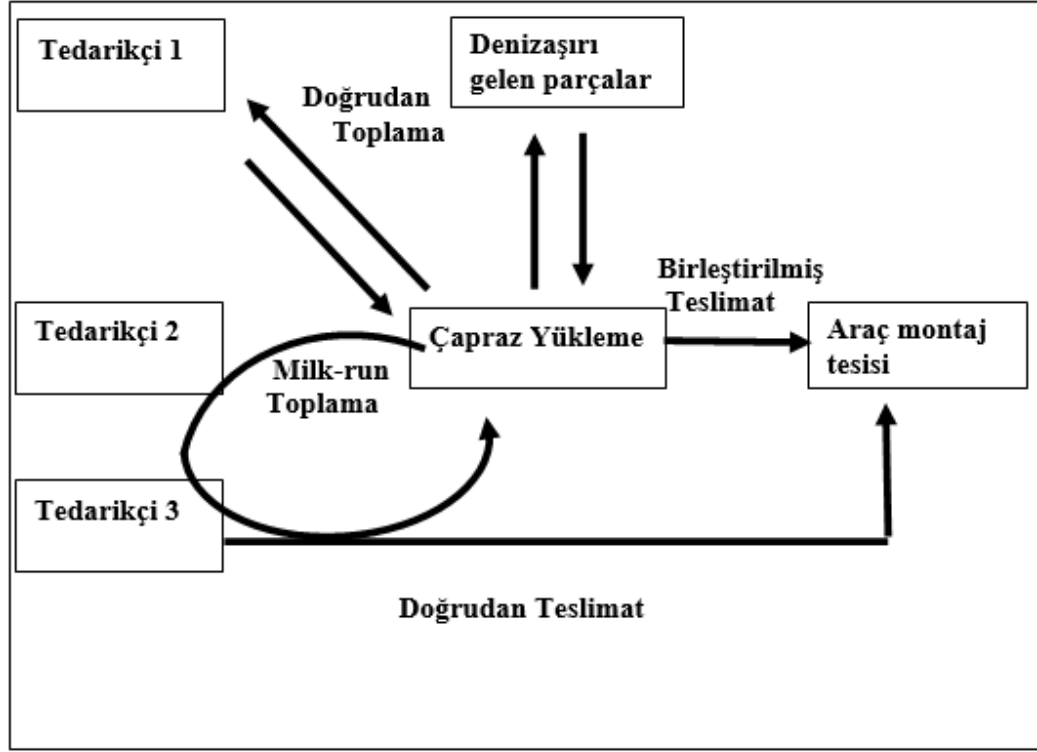 Tedarikçi 1
Denizaşırı
gelen parçalar
Doğrudan
Toplama
Birleştirilmiş
Teslimat
Tedarikçi 2
Çapraz Yükleme
Araç montaj
tesisi
Milk-run
Toplama
Tedarikçi 3
Doğrudan Teslimat